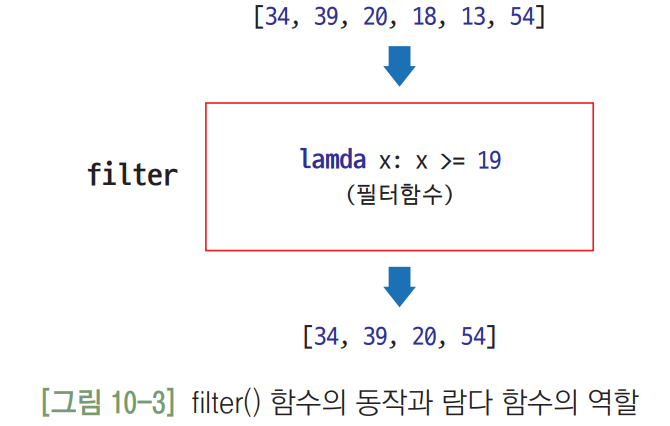 [34, 39, 20, 18, 13, 54]
filter
lamda x: x >= 19
(필터함수)
[34, 39, 20, 54]
[그림 10-3] filter() 함수의 동작과 람다 함수의 역할